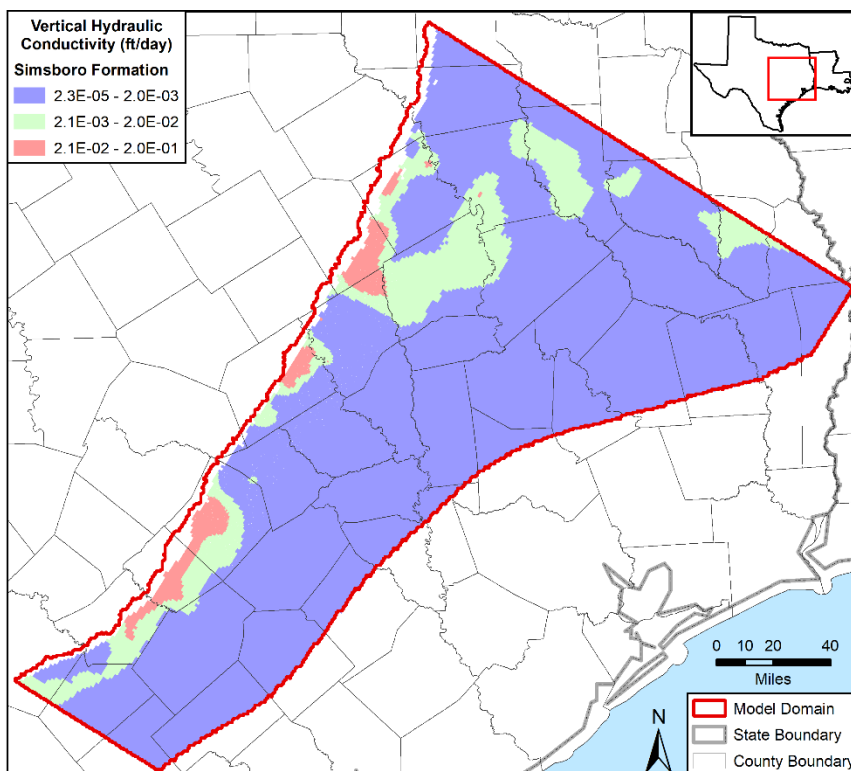 Vertical Hydraulic
Conductivity (ft/day)
Simsboro Formation
2.3E-05 - 2.0E-03
2.1E-03 - 2.0E-02
2.1E-02 - 2.0E-01
0 10 20 40
Miles
N
Model Domain
State Boundary
County Boundary